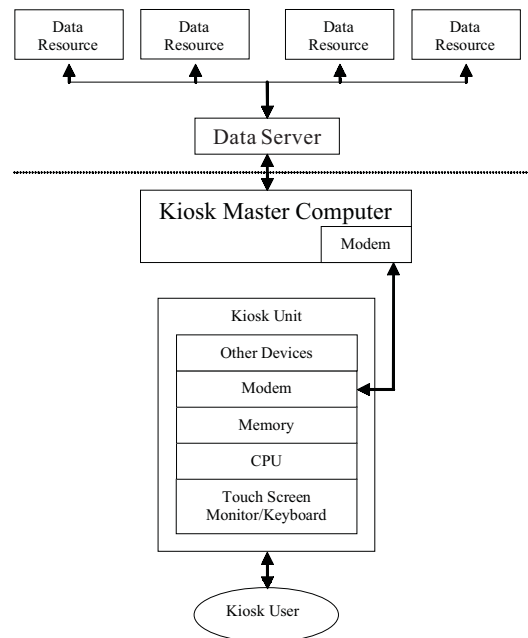 Data
Resource
Data
Resource
Data
Resource
Data
Resource
Data Server
Kiosk Master Computer
Modem
Kiosk Unit
Other Devices
Modem
Memory
CPU
Touch Screen
Monitor/Keyboard
Kiosk User